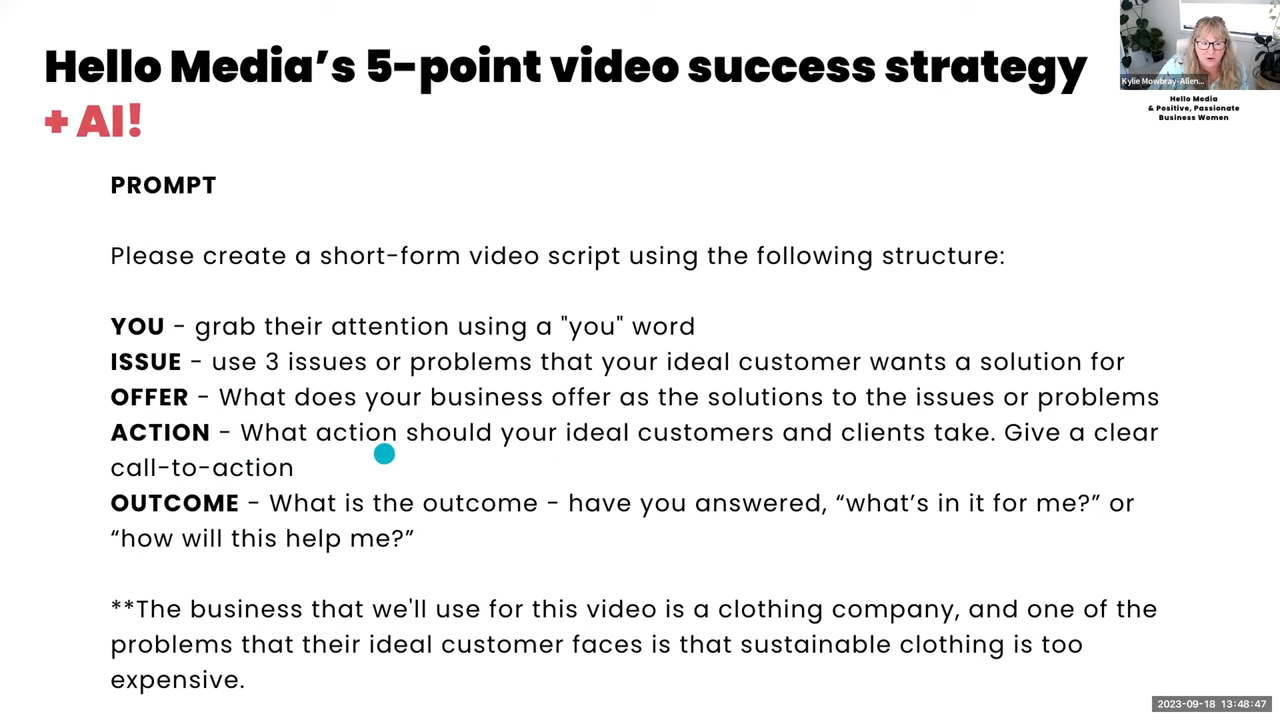 Hello Media’s 5-point video success strategy
+ AI!
Kylie Mowbray-Allen...
Hello Media
& Positive, Passionate
Business Women
PROMPT
Please create a short-form video script using the following structure:
YOU - grab their attention using a "you" word
ISSUE - use 3 issues or problems that your ideal customer wants a solution for
OFFER - What does your business offer as the solutions to the issues or problems
ACTION - What action should your ideal customers and clients take. Give a clear
call-to-action
OUTCOME - What is the outcome - have you answered, “what’s in it for me?” or
“how will this help me?”
**The business that we'll use for this video is a clothing company, and one of the
problems that their ideal customer faces is that sustainable clothing is too
expensive.
2023-09-18 13:48:47